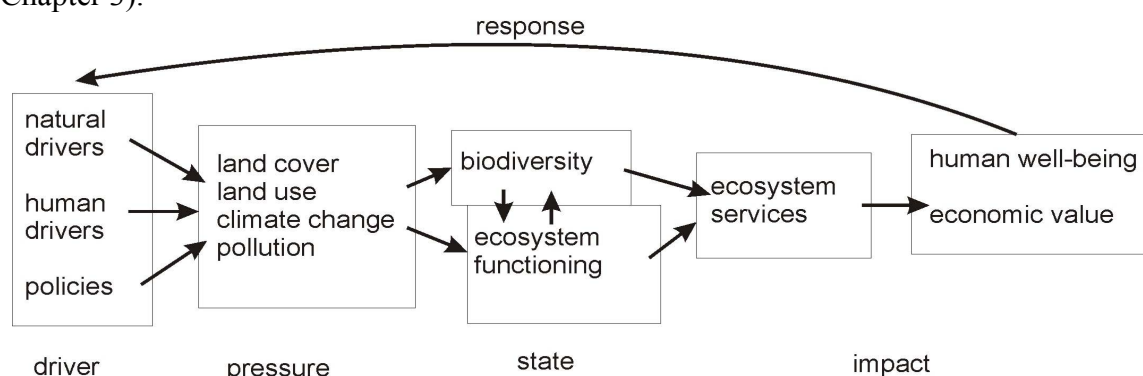 Chapter 3).
response
natural
drivers
human
drivers
policies
land cover
land use
climate change
pollution
biodiversity
ecosystem
functioning
ecosystem
services
human well-being
economic value
driver
pressure
state
impact